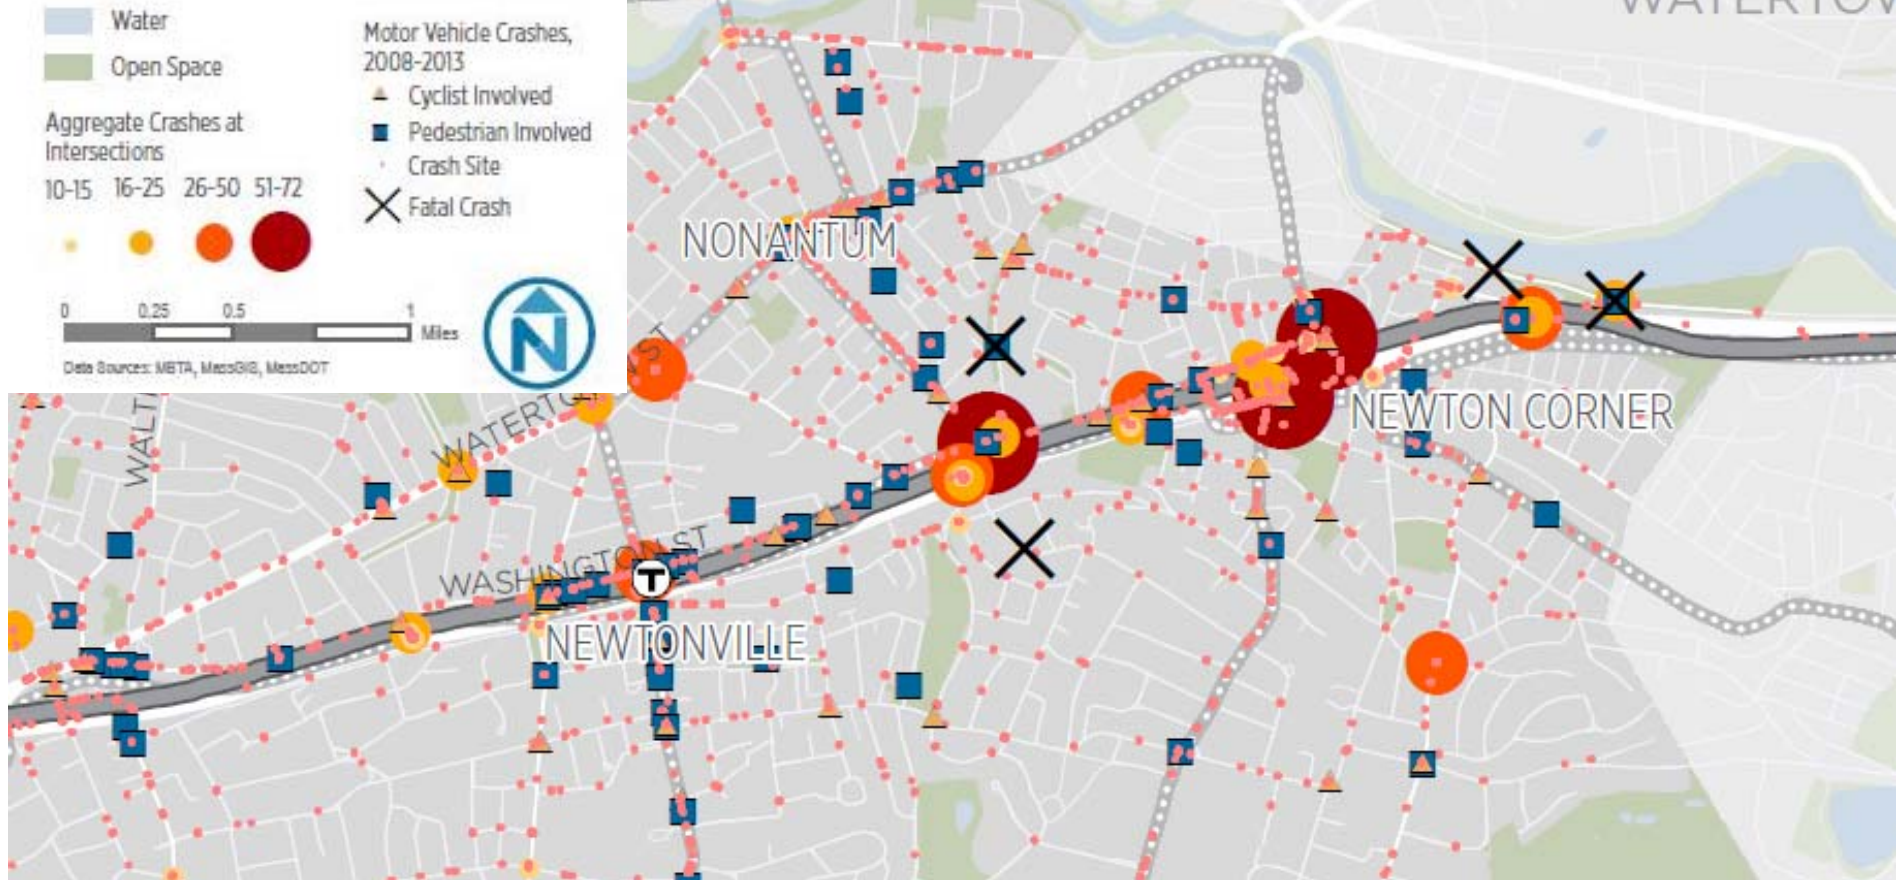 Water
Open Space
Aggregate Crashes at
Intersections
10-15 16-25 26-50 51-72
Motor Vehicle Crashes,
2008-2013
Cyclist Involved
Pedestrian Involved
Crash Site
Fatal Crash
0 0.25 0.5 1
Miles
N
Data Sources: MBTA, MassGIS, MassDOT
NONANTUM
NEWTON CORNER
WASHINGTON ST
T
NEWTONVILLE